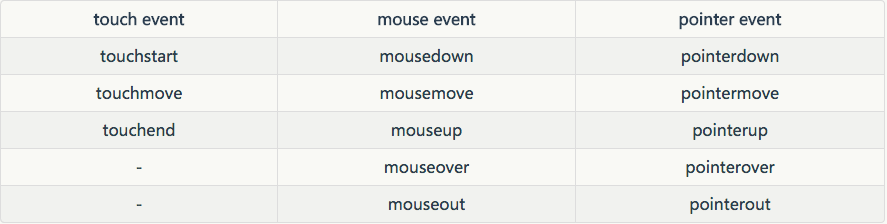 touch event mouse event pointer event
touchstart mousedown pointerdown
touchmove mousemove pointermove
touchend mouseup pointerup
- mouseover pointerover
- mouseout pointerout